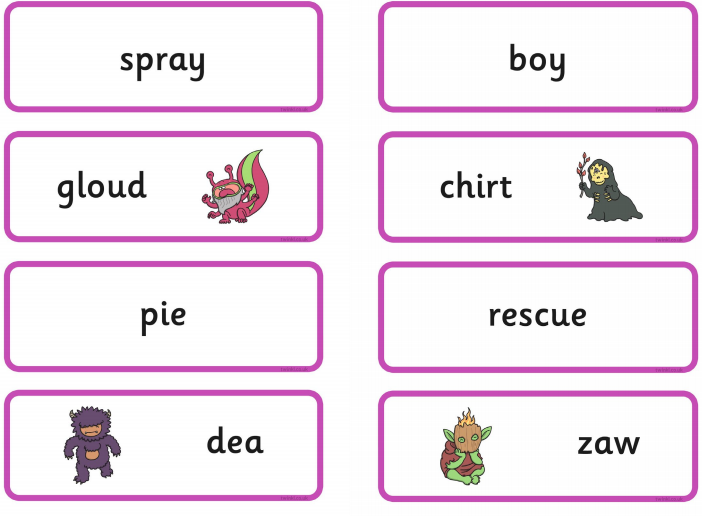 spray
boy
gloud
chirt
pie
rescue
dea
zaw